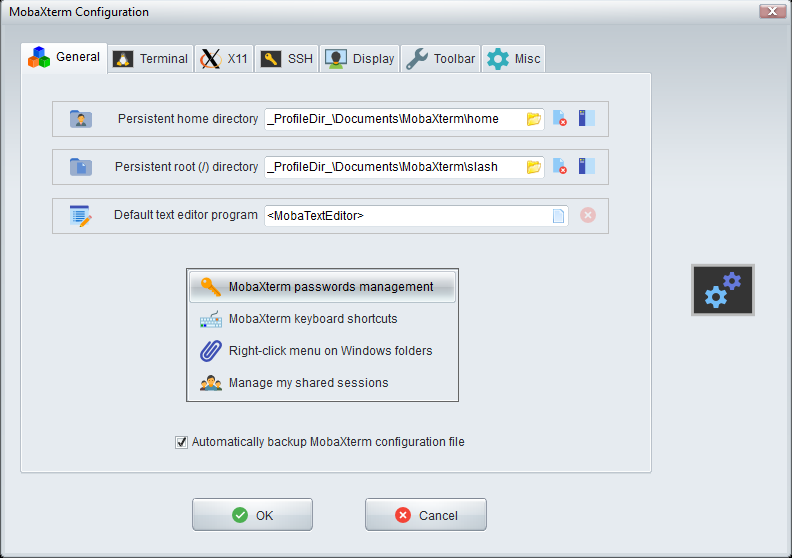 MobaXterm Configuration
General Terminal X11 SSH Display Toolbar Misc
Persistent home directory _ProfileDir_\Documents\MobaXterm\home
Persistent root (/) directory _ProfileDir_\Documents\MobaXterm\slash
Default text editor program <MobaTextEditor>
MobaXterm passwords management
MobaXterm keyboard shortcuts
Right-click menu on Windows folders
Manage my shared sessions
Automatically backup MobaXterm configuration file
OK Cancel